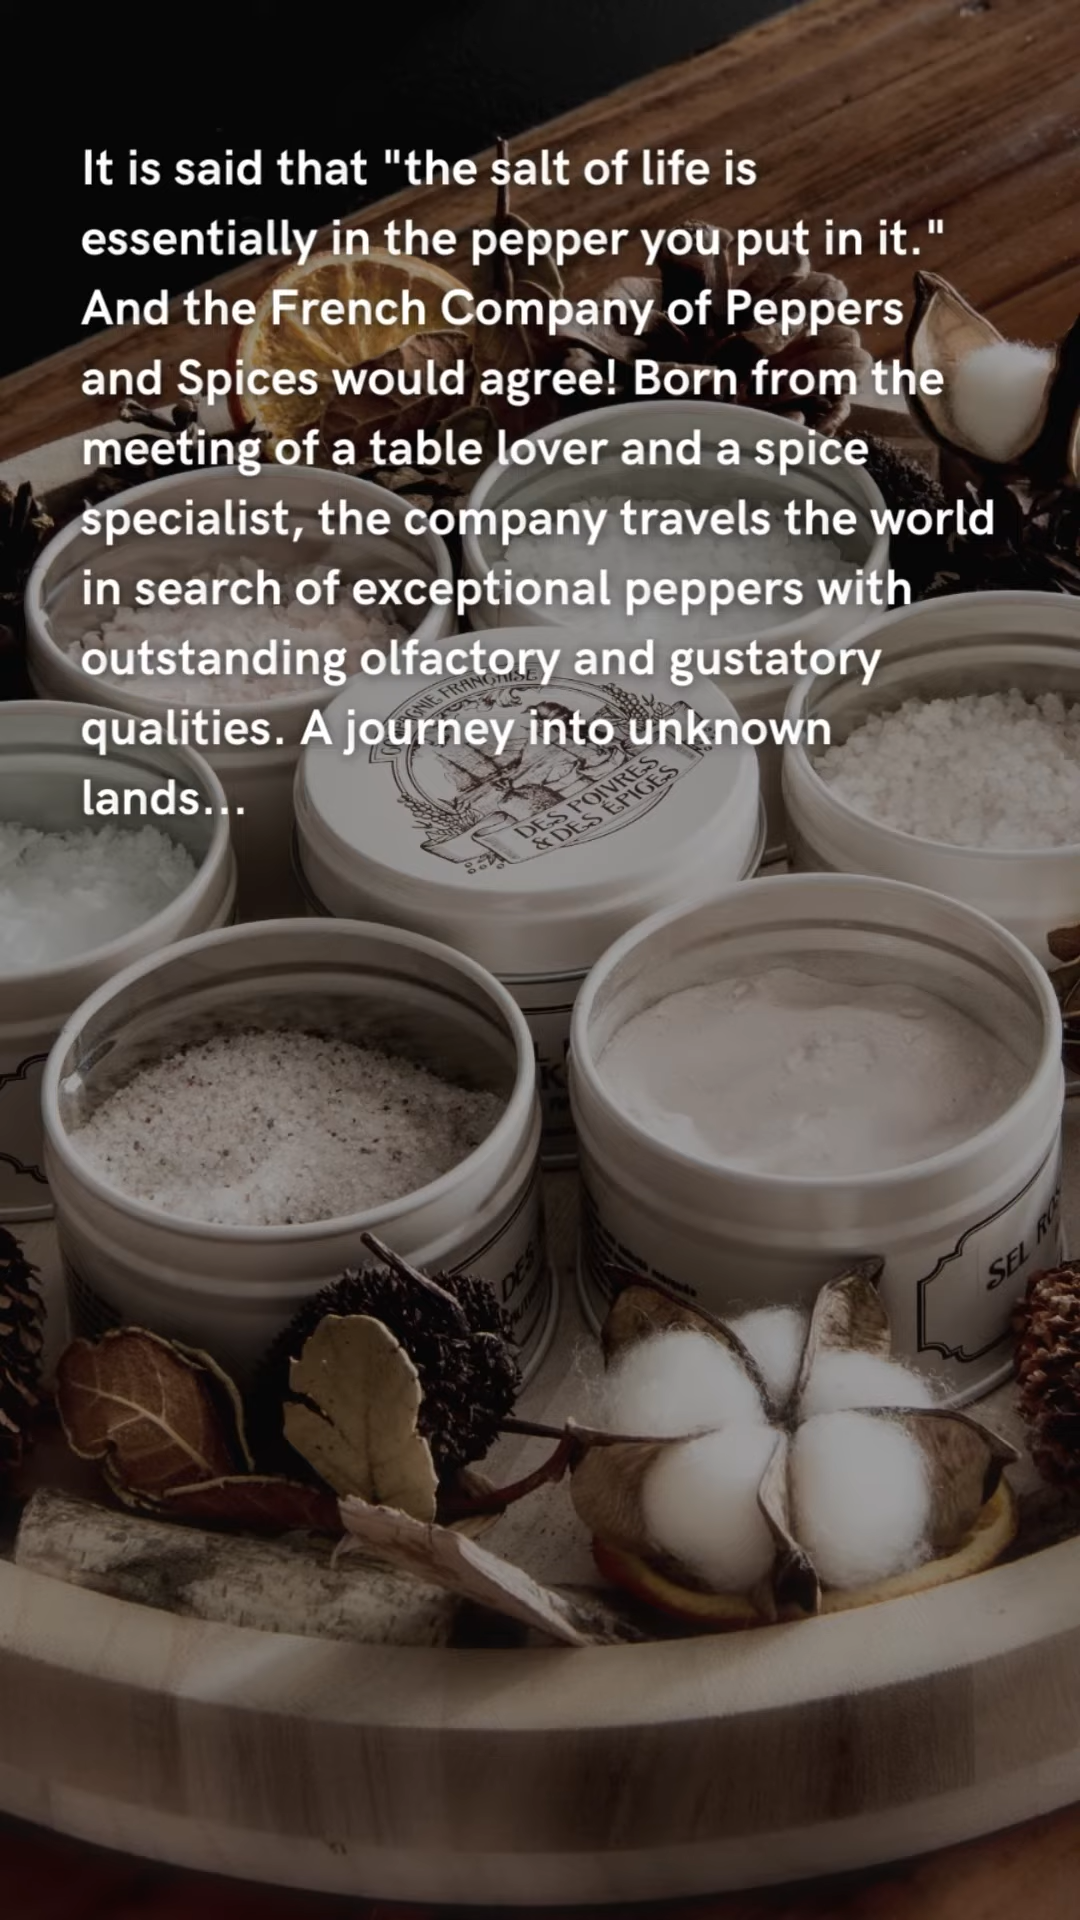 It is said that "the salt of life is
essentially in the pepper you put in it."
And the French Company of Peppers
and Spices would agree! Born from the
meeting of a table lover and a spice
specialist, the company travels the world
in search of exceptional peppers with
outstanding olfactory and gustatory
qualities. A journey into unknown
lands...
FRANÇAISE
DES POIVRES
& DES ÉPICES
DES
SEL